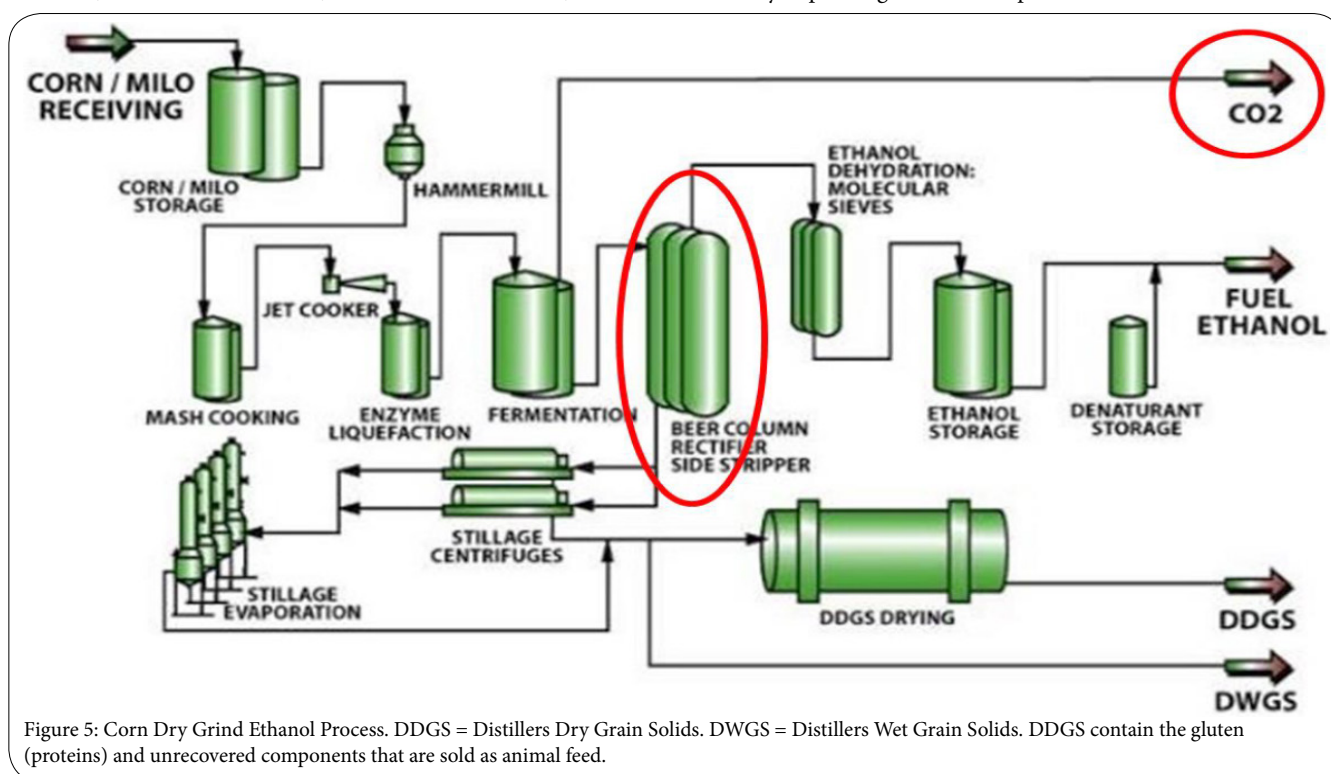 CORN / MILO
RECEIVING
CO2
CORN / MILO
STORAGE
HAMMERMILL
ETHANOL
DEHYDRATION:
MOLECULAR
SIEVES
JET COOKER
FUEL
ETHANOL
MASH COOKING
ENZYME
LIQUEFACTION
FERMENTATION
BEER COLUMN
RECTIFIER
SIDE STRIPPER
ETHANOL
STORAGE
DENATURANT
STORAGE
STILLAGE
CENTRIFUGES
STILLAGE
EVAPORATION
DDGS DRYING
DDGS
DWGS
Figure 5: Corn Dry Grind Ethanol Process. DDGS = Distillers Dry Grain Solids. DWGS = Distillers Wet Grain Solids. DDGS contain the gluten
(proteins) and unrecovered components that are sold as animal feed.